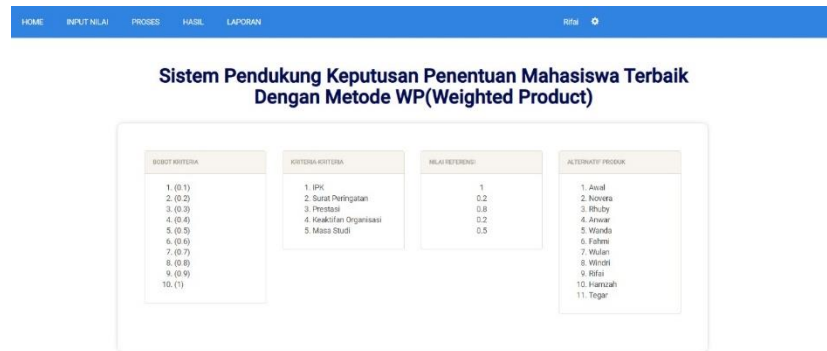 HOME INPUT NILAI PROSES HASIL LAPORAN Rifai
Sistem Pendukung Keputusan Penentuan Mahasiswa Terbaik
Dengan Metode WP(Weighted Product)
BOBOT KRITERIA
1. (0.1)
2. (0.2)
3. (0.3)
4. (0.4)
5. (0.5)
6. (0.6)
7. (0.7)
8. (0.8)
9. (0.9)
10. (1)
KRITERIA-KRITERIA
1. IPK
2. Surat Peringatan
3. Prestasi
4. Keaktifan Organisasi
5. Masa Studi
NILAI REFERENSI
1
0.2
0.8
0.2
0.5
ALTERNATIF PRODUK
1. Awal
2. Novera
3. Rhuby
4. Anwar
5. Wanda
6. Fahmi
7. Wulan
8. Windri
9. Rifai
10. Hamzah
11. Tegar